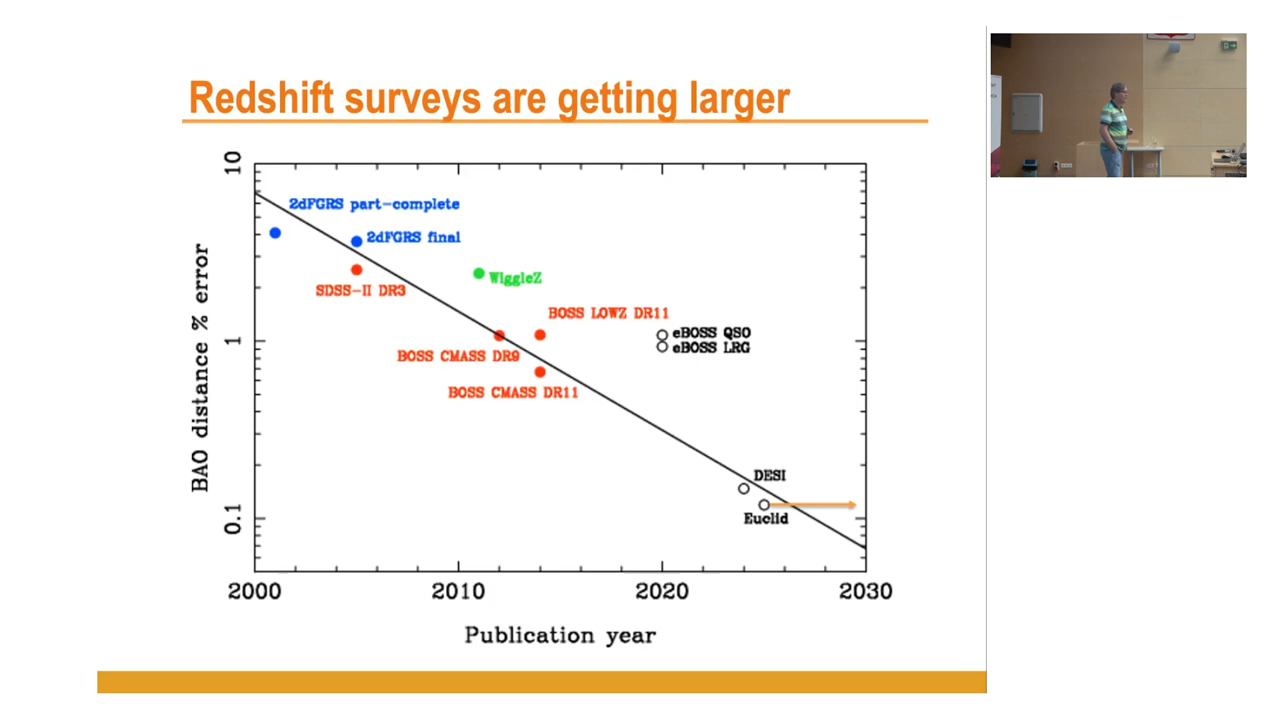 Redshift surveys are getting larger
10
1
0.1
BAO distance % error
2dFGRS part-complete
2dFGRS final
SDSS-II DR3
WiggleZ
BOSS LOWZ DR11
BOSS CMASS DR9
BOSS CMASS DR11
eBOSS QSO
eBOSS LRG
DESI
Euclid
2000 2010 2020 2030
Publication year